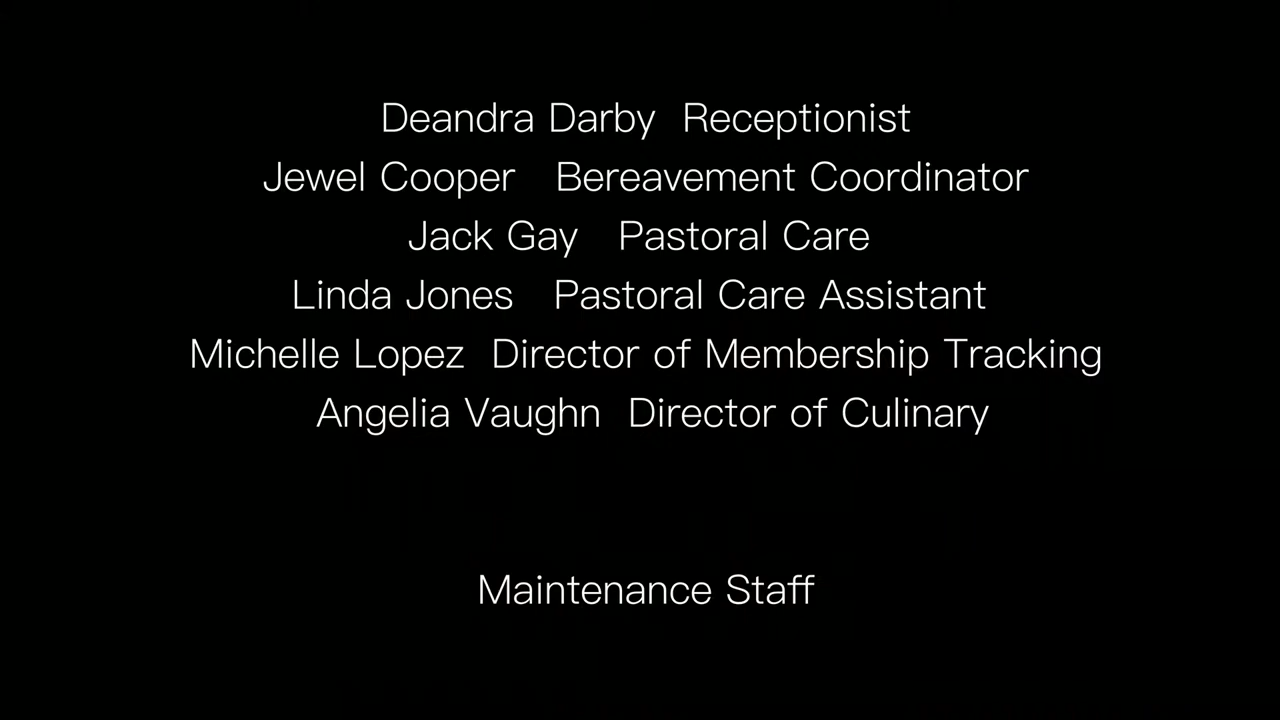 Deandra Darby  Receptionist
Jewel Cooper   Bereavement Coordinator
Jack Gay   Pastoral Care
Linda Jones   Pastoral Care Assistant
Michelle Lopez  Director of Membership Tracking
Angelia Vaughn  Director of Culinary
Maintenance Staff